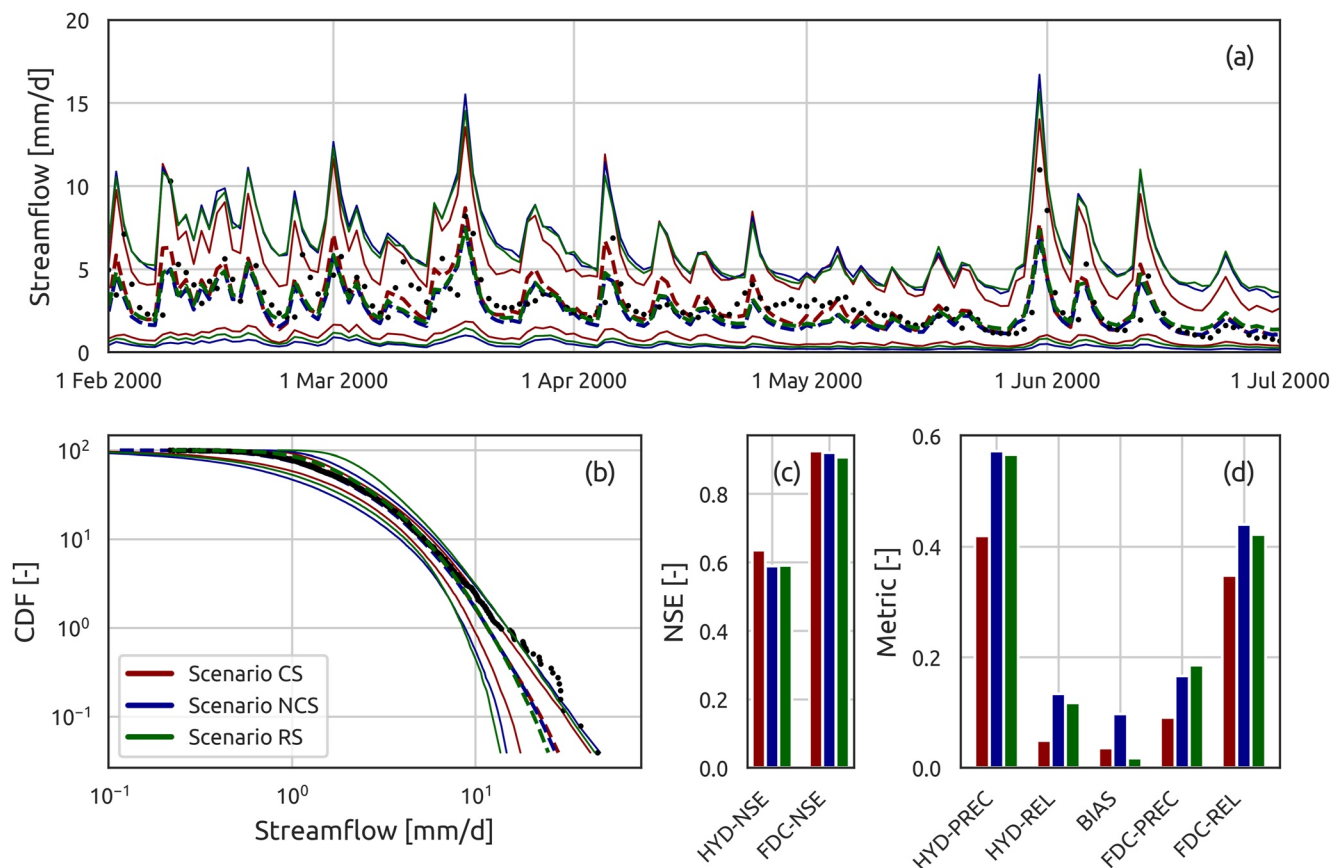 20
(a)
15
10
5
0
Streamflow [mm/d]
1 Feb 2000 1 Mar 2000 1 Apr 2000 1 May 2000 1 Jun 2000 1 Jul 2000
(b)
10²
10¹
10⁰
10⁻¹
CDF [-]
Scenario CS
Scenario NCS
Scenario RS
10⁻¹ 10⁰ 10¹
Streamflow [mm/d]
(c)
0.8
0.6
0.4
0.2
0.0
NSE [-]
HYD-NSE
FDC-NSE
(d)
0.6
0.4
0.2
0.0
Metric [-]
HYD-PREC
HYD-REL
BIAS
FDC-PREC
FDC-REL